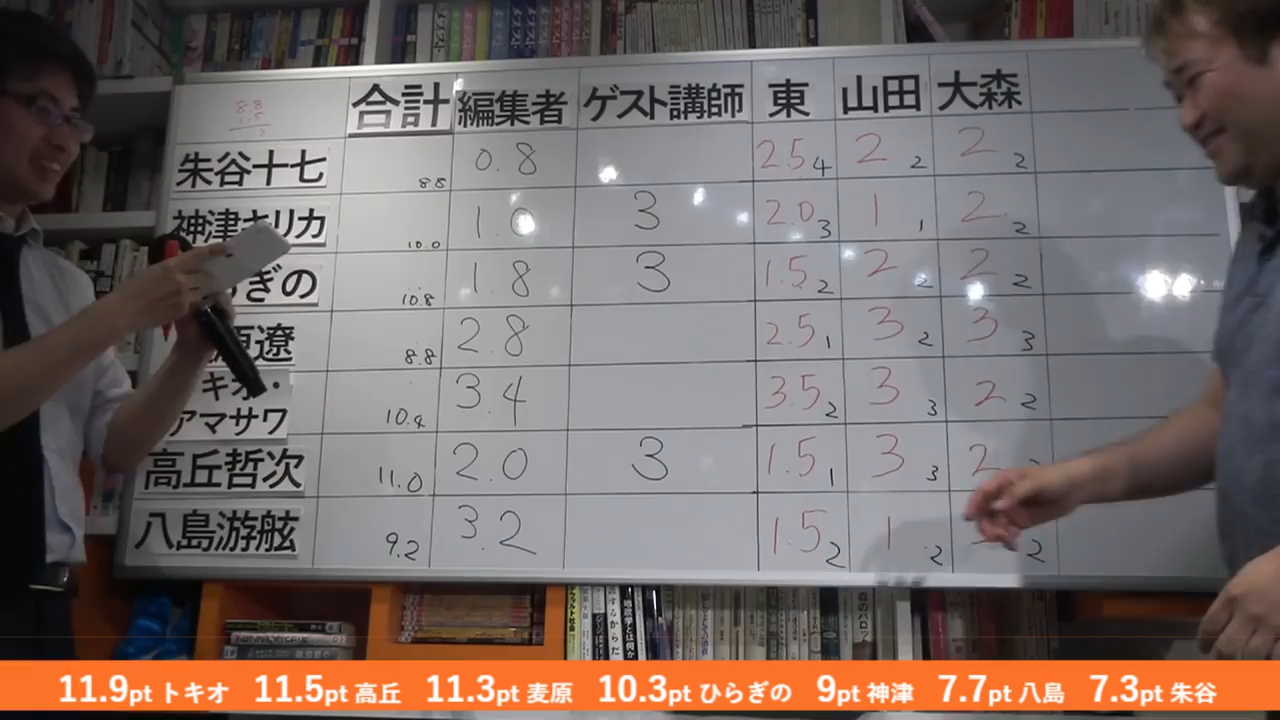 合計 編集者 ゲスト講師 東 山田 大森
朱谷十七 8.8 0.8 2.5 4 2 2 2 2
神津キリカ 10.0 1.0 3 2.0 3 1 1 2 2
ぎの 10.8 1.8 3 1.5 2 2 2 2 2
原遼 8.8 2.8 2.5 1 3 2 3 3
キオ・
アマサワ 10.4 3.4 3.5 2 3 3 2 2
高丘哲次 11.0 2.0 3 1.5 1 3 3 2
八島游舷 9.2 3.2 1.5 2 1 2 2
11.9pt トキオ 11.5pt 高丘 11.3pt 麦原 10.3pt ひらぎの 9pt 神津 7.7pt 八島 7.3pt 朱谷